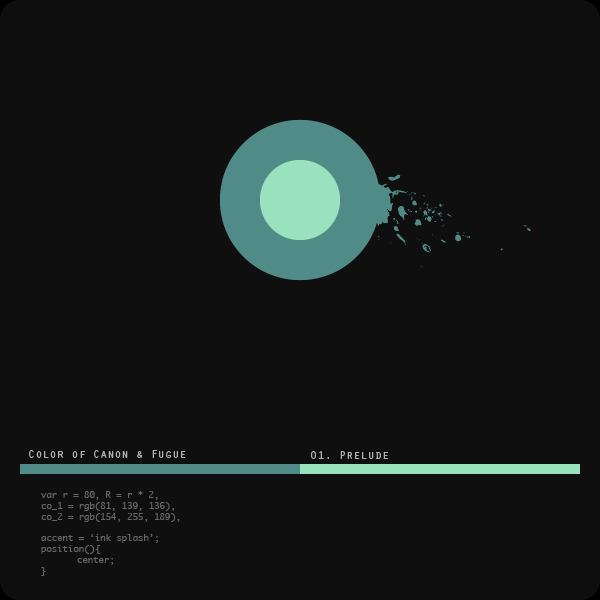 Color of Canon & Fugue
01. Prelude
var r = 80, R = r * 2,
co_1 = rgb(81, 139, 136),
co_2 = rgb(154, 255, 189),
accent = ‘ink splash’;
position(){
center;
}